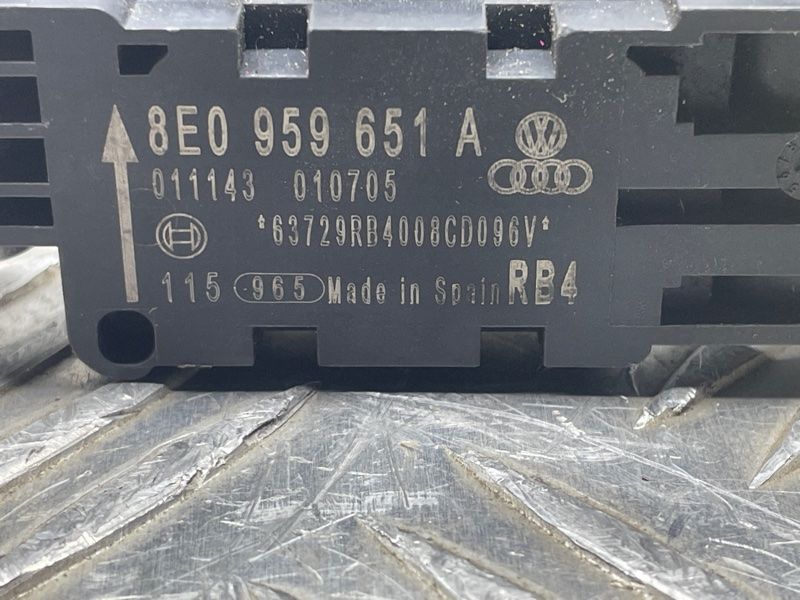 8E0 959 651 A
011143 010705
*63729RB4008CD096V*
115 965 Made in Spain RB4